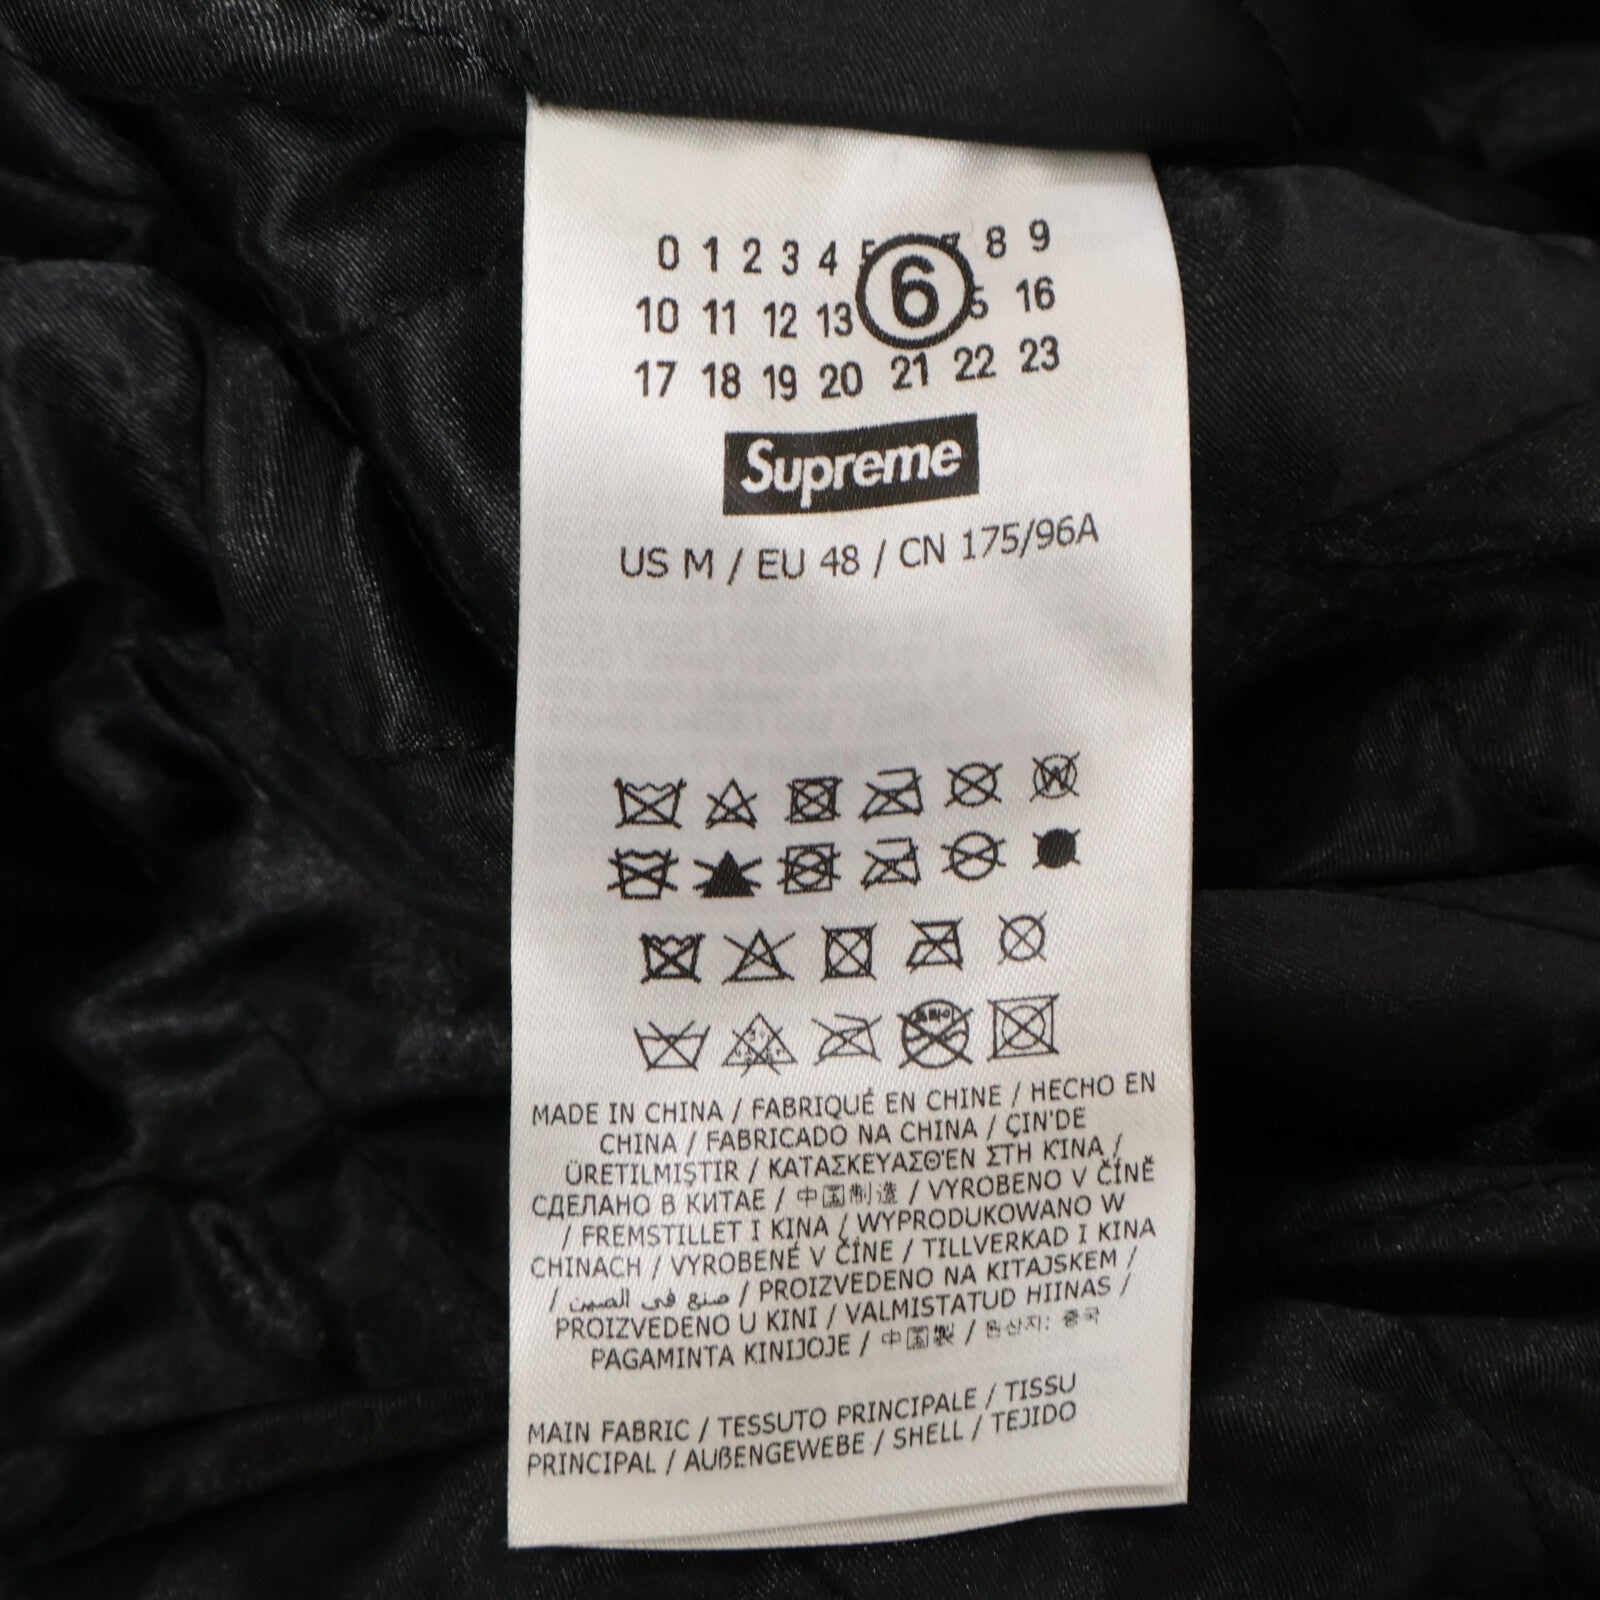 0 1 2 3 4 5 7 8 9
6
10 11 12 13 5 16
17 18 19 20 21 22 23
Supreme
US M / EU 48 / CN 175/96A
W
MADE IN CHINA / FABRIQUÉ EN CHINE / HECHO EN
CHINA / FABRICADO NA CHINA / ÇIN'DE
ÜRETILMIŞTIR / ΚΑΤΑΣΚΕΥΑΣΘΈΝ ΣΤΗ ΚΊΝΑ /
СДЕЛАНО В КИТАЕ / 中国制造 / VYROBENO V ČÍNĚ
/ FREMSTILLET I KINA / WYPRODUKOWANO W
CHINACH / VYROBENÉ V ČÍNE / TILLVERKAD I KINA
/ صنع في الصين / PROIZVEDENO NA KITAJSKEM /
PROIZVEDENO U KINI / VALMISTATUD HIINAS /
PAGAMINTA KINIJOJE / 中国製 / 원산지: 중국
MAIN FABRIC / TESSUTO PRINCIPALE / TISSU
PRINCIPAL / AUßENGEWEBE / SHELL / TEJIDO